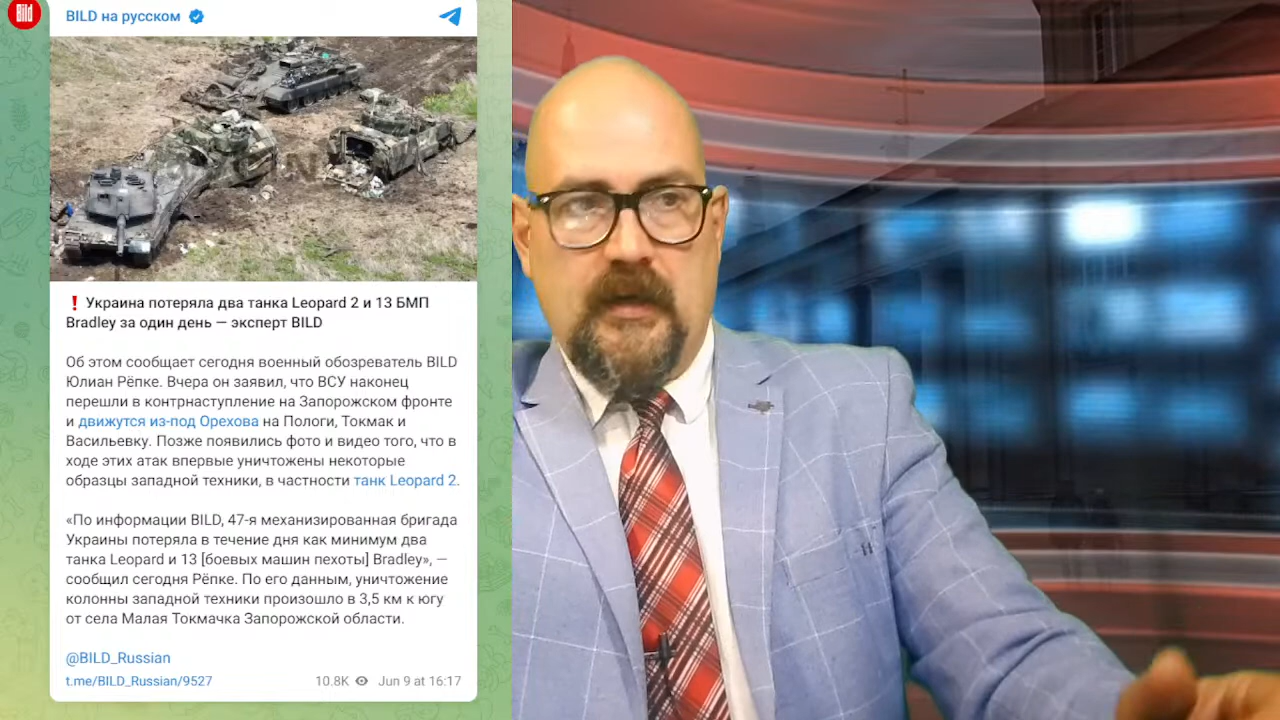 Bild
BILD на русском
❗ Украина потеряла два танка Leopard 2 и 13 БМП
Bradley за один день — эксперт BILD
Об этом сообщает сегодня военный обозреватель BILD
Юлиан Рёпке. Вчера он заявил, что ВСУ наконец
перешли в контрнаступление на Запорожском фронте
и движутся из-под Орехова на Пологи, Токмак и
Васильевку. Позже появились фото и видео того, что в
ходе этих атак впервые уничтожены некоторые
образцы западной техники, в частности танк Leopard 2.
«По информации BILD, 47-я механизированная бригада
Украины потеряла в течение дня как минимум два
танка Leopard и 13 [боевых машин пехоты] Bradley», —
сообщил сегодня Рёпке. По его данным, уничтожение
колонны западной техники произошло в 3,5 км к югу
от села Малая Токмачка Запорожской области.
@BILD_Russian
t.me/BILD_Russian/9527 10.8K Jun 9 at 16:17